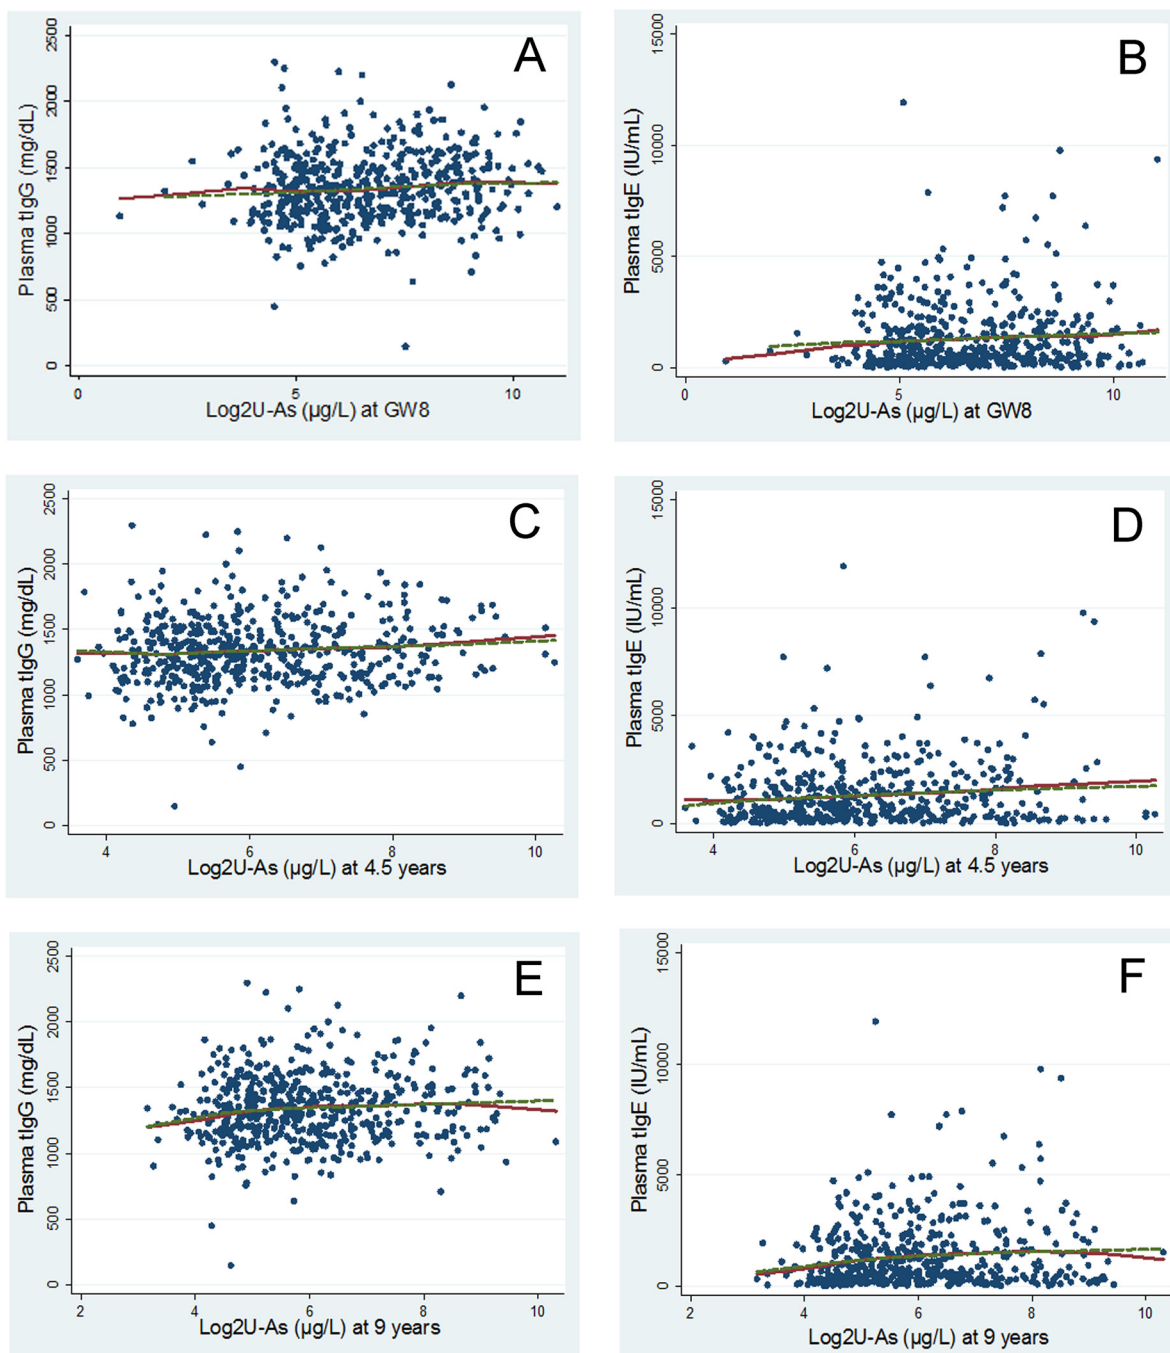 A
Plasma tIgG (mg/dL)
2500
2000
1500
1000
500
0
0 5 10
Log2U-As (µg/L) at GW8
B
Plasma tIgE (IU/mL)
15000
10000
5000
0
0 5 10
Log2U-As (µg/L) at GW8
C
Plasma tIgG (mg/dL)
2500
2000
1500
1000
500
0
4 6 8 10
Log2U-As (µg/L) at 4.5 years
D
Plasma tIgE (IU/mL)
15000
10000
5000
0
4 6 8 10
Log2U-As (µg/L) at 4.5 years
E
Plasma tIgG (mg/dL)
2500
2000
1500
1000
500
0
2 4 6 8 10
Log2U-As (µg/L) at 9 years
F
Plasma tIgE (IU/mL)
15000
10000
5000
0
2 4 6 8 10
Log2U-As (µg/L) at 9 years